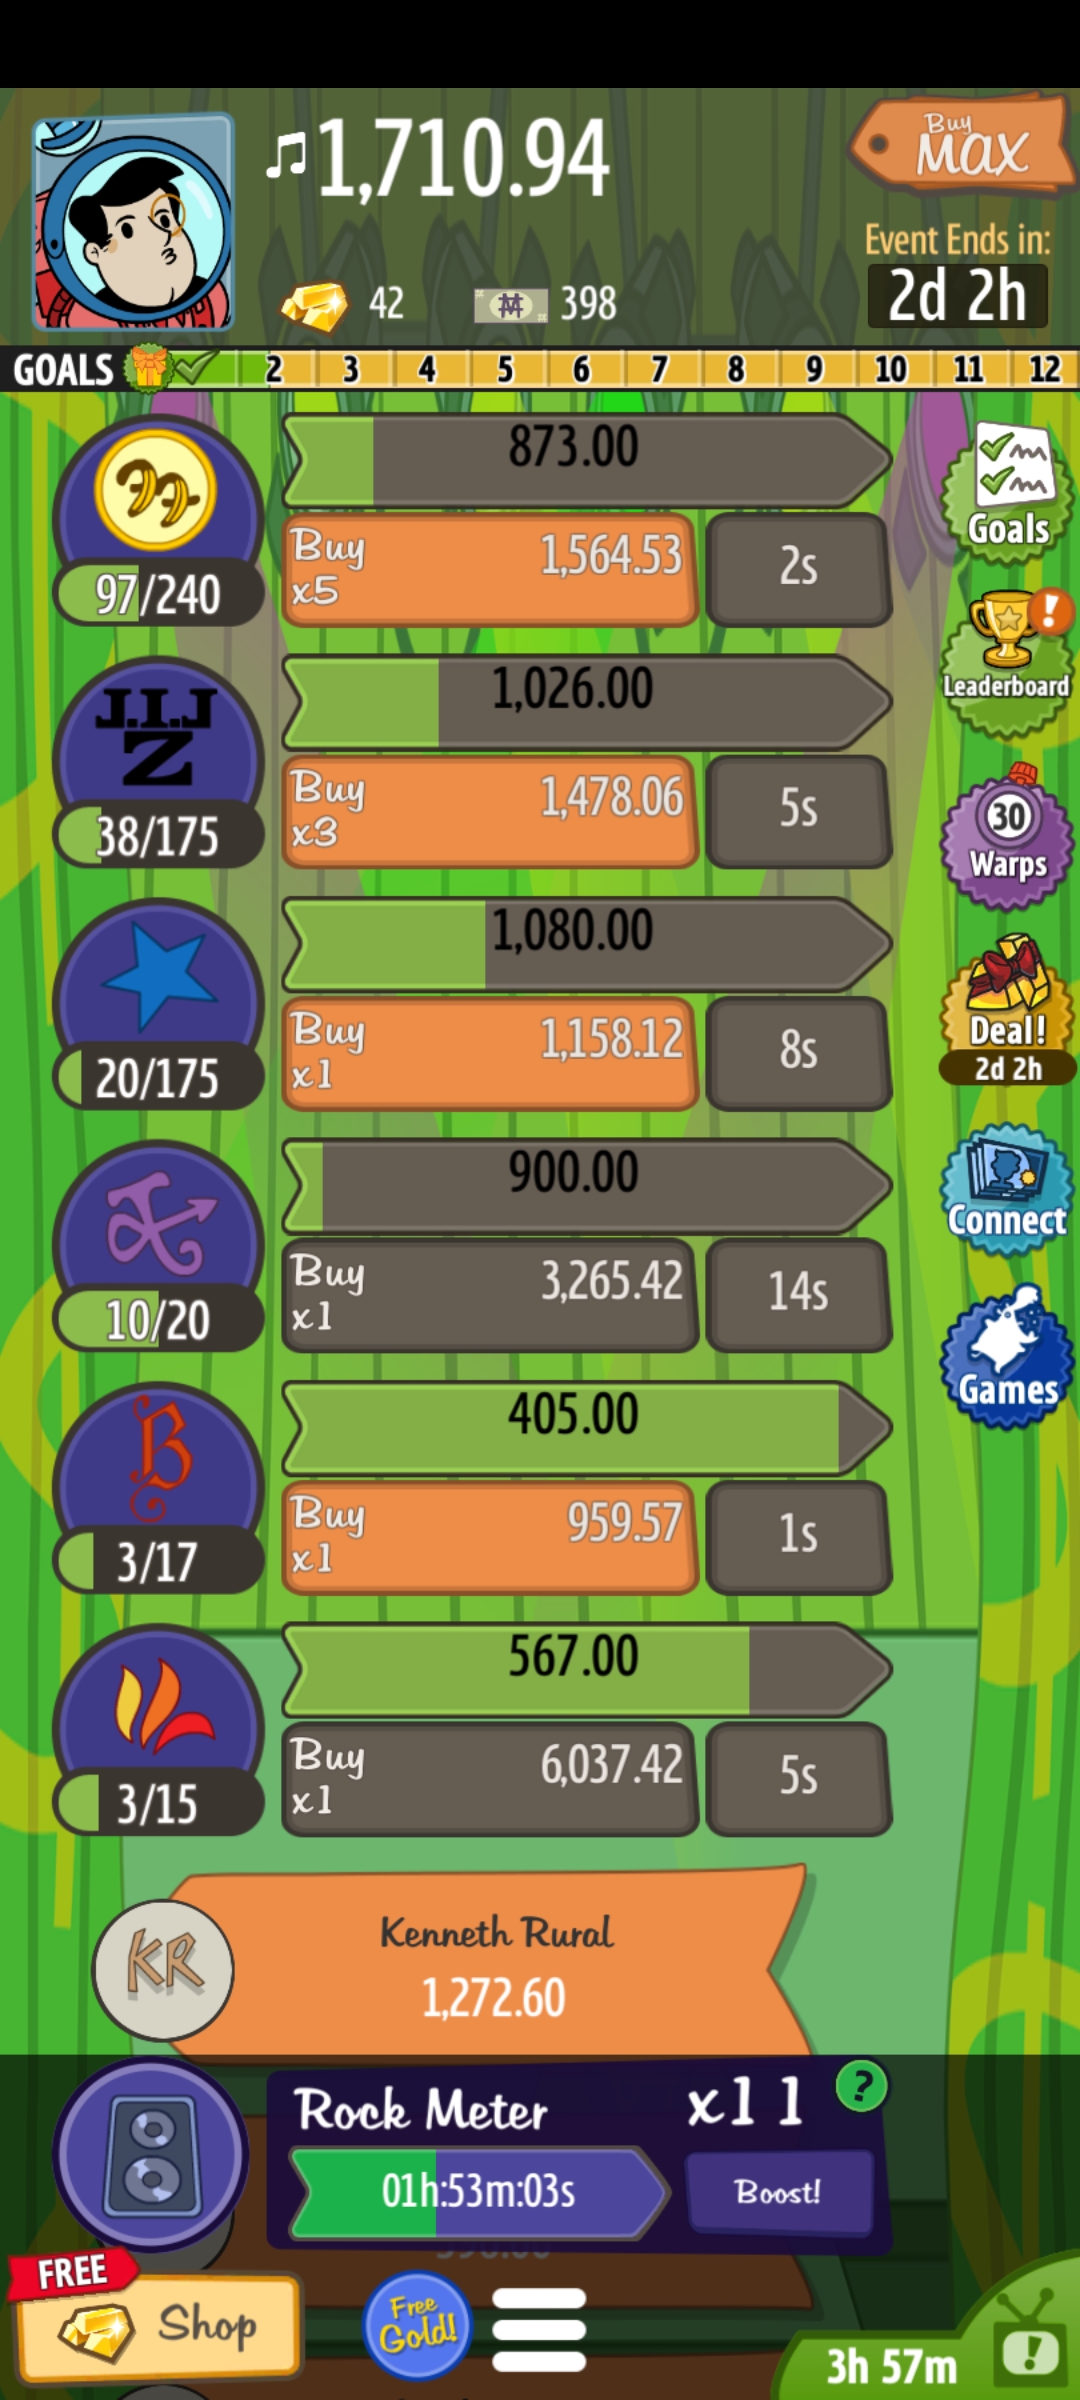 1,710.94
Buy
MAX
Event Ends in:
2d 2h
42
398
GOALS 2 3 4 5 6 7 8 9 10 11 12
873.00
Buy
x5
1,564.53
2s
97/240
Goals
J.I.J
Z
1,026.00
Buy
x3
1,478.06
5s
38/175
!
Leaderboard
30
Warps
1,080.00
Buy
x1
1,158.12
8s
20/175
Deal!
2d 2h
900.00
Buy
x1
3,265.42
14s
10/20
Connect
Games
B
405.00
Buy
x1
959.57
1s
3/17
567.00
Buy
x1
6,037.42
5s
3/15
KR
Kenneth Rural
1,272.60
Rock Meter
x11
?
01h:53m:03s
Boost!
FREE
Shop
Free
Gold!
3h 57m
!